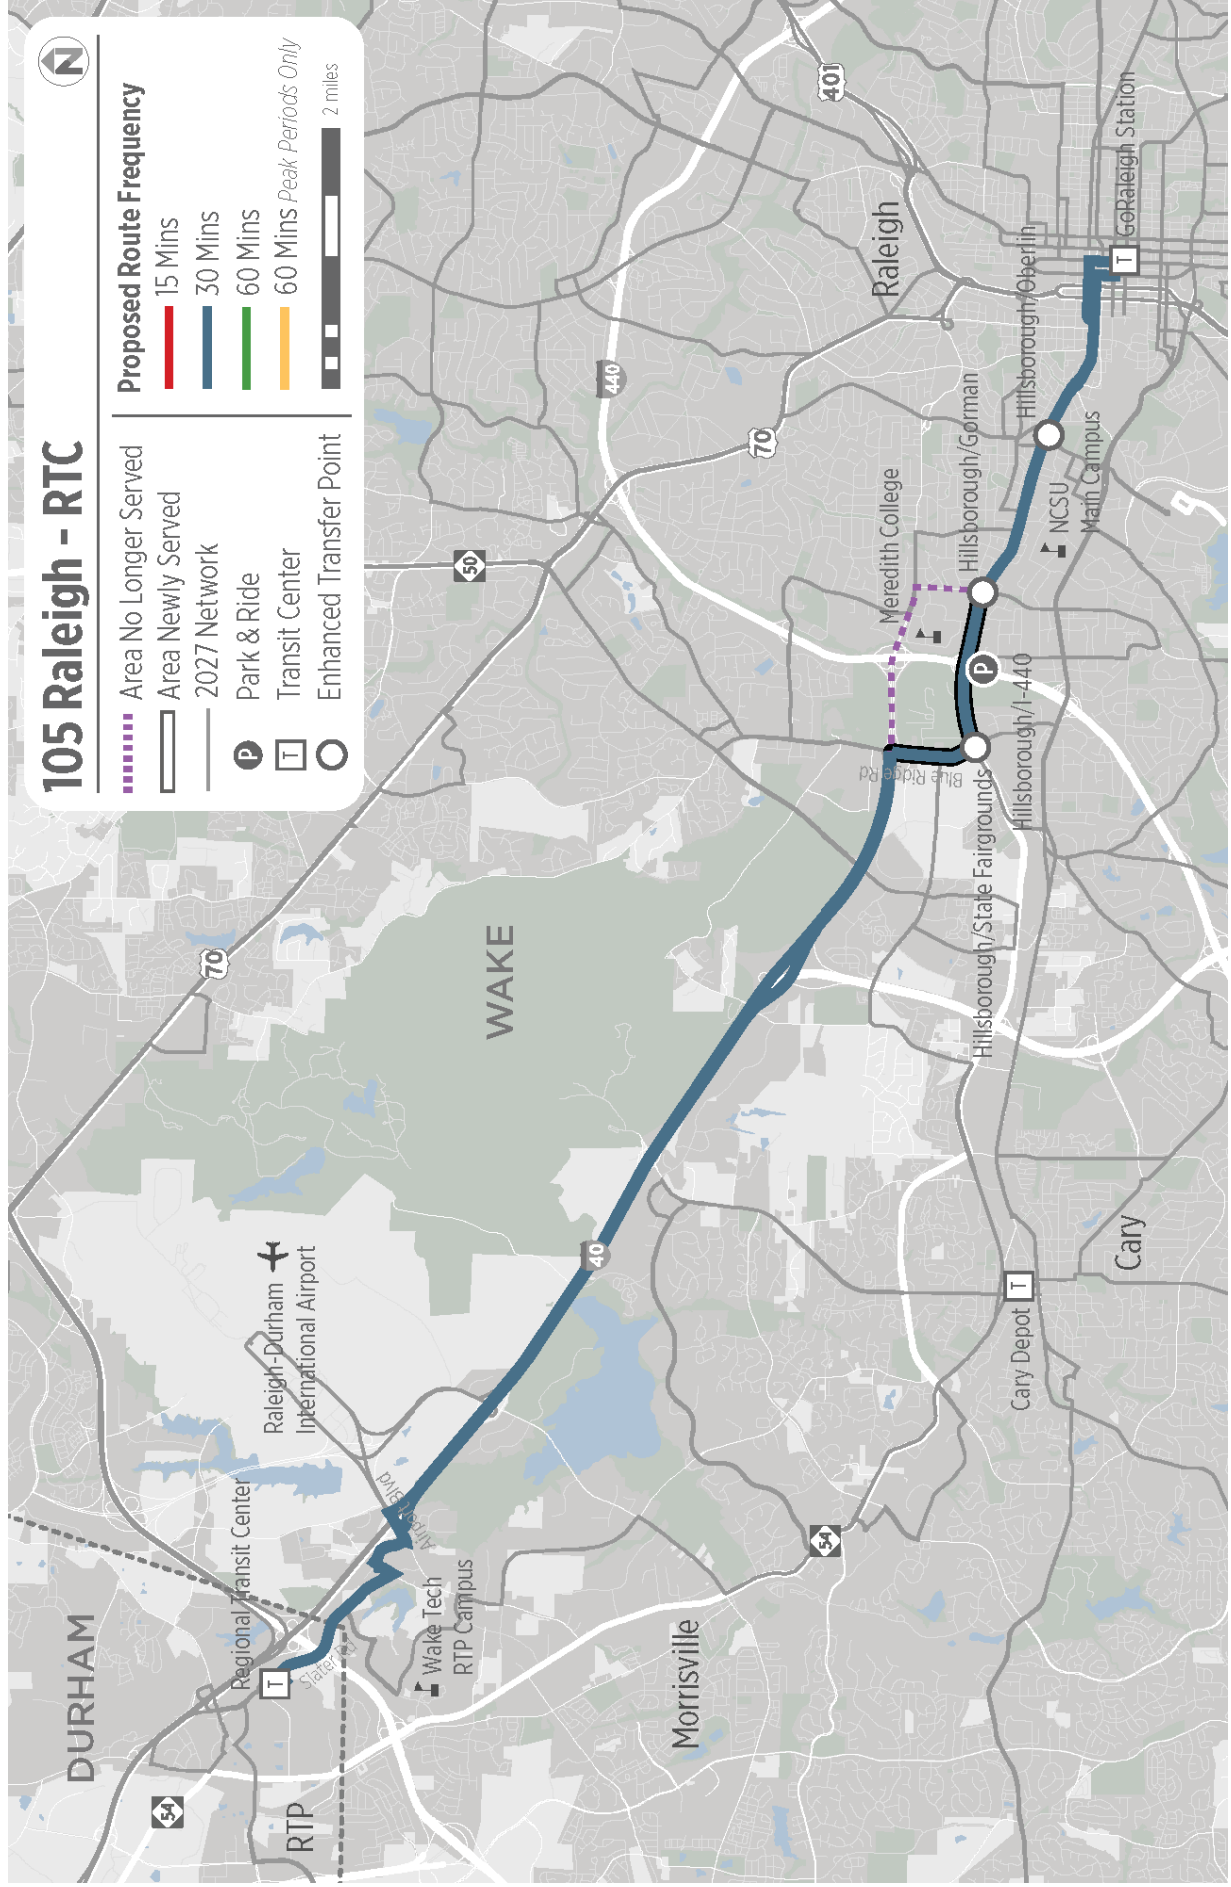 105 Raleigh - RTC
N
Area No Longer Served
Area Newly Served
2027 Network
P
Park & Ride
T
Transit Center
Enhanced Transfer Point
Proposed Route Frequency
15 Mins
30 Mins
60 Mins
60 Mins Peak Periods Only
2 miles
DURHAM
54
RTP
Regional Transit Center
T
Slater Rd
Wake Tech
RTP Campus
Airport Blvd
Raleigh-Durham
International Airport
Morrisville
54
40
70
WAKE
Cary Depot
T
Cary
50
70
440
401
Raleigh
Blue Ridge Rd
Meredith College
Hillsborough/State Fairgrounds
Hillsborough/I-440
P
Hillsborough/Gorman
NCSU
Main Campus
Hillsborough/Oberlin
GoRaleigh Station
T